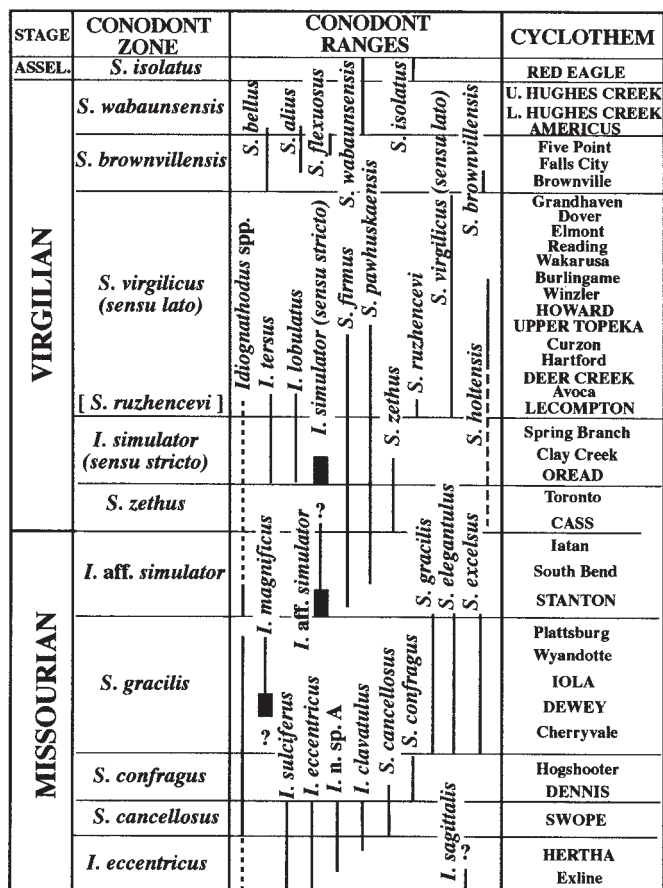 STAGE
CONODONT
ZONE
CONODONT
RANGES
CYCLOTHEM
ASSEL.
VIRGILIAN
MISSOURIAN
S. isolatus
S. wabaunsensis
S. brownvillensis
S. virgilicus
(sensu lato)
[ S. ruzhencevi ]
I. simulator
(sensu stricto)
S. zethus
I. aff. simulator
S. gracilis
S. confragus
S. cancellosus
I. eccentricus
S. bellus
S. alius
S. flexuosus
S. wabaunsensis
S. isolatus
S. virgilicus (sensu lato)
S. brownvillensis
Idiognathodus spp.
I. tersus
I. lobulatus
I. simulator (sensu stricto)
S. firmus
S. pawhuskaensis
S. zethus
S. ruzhencevi
S. holtensis
I. magnificus
?
I. aff. simulator
?
S. gracilis
S. elegantulus
S. excelsus
I. sulciferus
I. eccentricus
I. n. sp. A
I. clavatulus
S. cancellosus
S. confragus
I. sagittalis
?
RED EAGLE
U. HUGHES CREEK
L. HUGHES CREEK
AMERICUS
Five Point
Falls City
Brownville
Grandhaven
Dover
Elmont
Reading
Wakarusa
Burlingame
Winzler
HOWARD
UPPER TOPEKA
Curzon
Hartford
DEER CREEK
Avoca
LECOMPTON
Spring Branch
Clay Creek
OREAD
Toronto
CASS
Iatan
South Bend
STANTON
Plattsburg
Wyandotte
IOLA
DEWEY
Cherryvale
Hogshooter
DENNIS
SWOPE
HERTHA
Exline